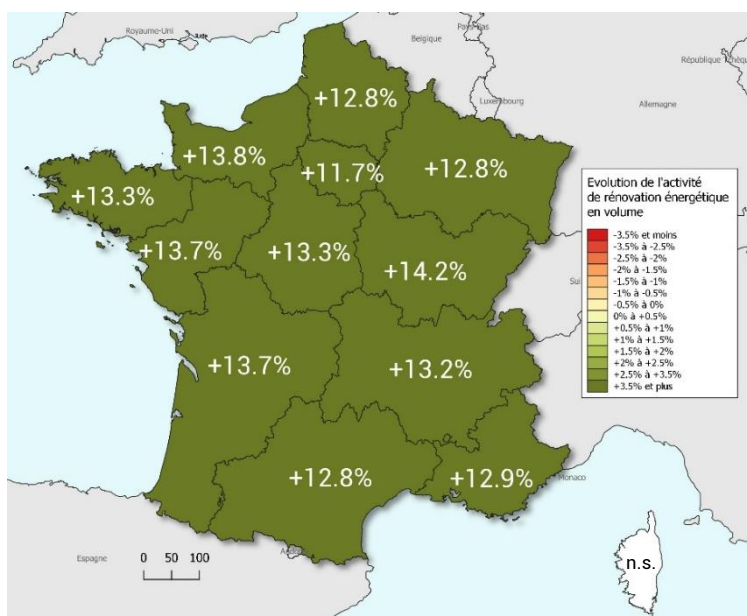 Royaume-Uni
Belgique
Pays-Bas
Luxembourg
Allemagne
République Tchèque
+12.8%
+13.8%
+11.7%
+12.8%
+13.3%
+13.7%
+13.3%
+14.2%
+13.7%
+13.2%
+12.8%
+12.9%
Monaco
Espagne
0 50 100
n.s.
Evolution de l'activité
de rénovation énergétique
en volume
-3.5% et moins
-3.5% à -2.5%
-2.5% à -2%
-2% à -1.5%
-1.5% à -1%
-1% à -0.5%
-0.5% à 0%
0% à +0.5%
+0.5% à +1%
+1% à +1.5%
+1.5% à +2%
+2% à +2.5%
+2.5% à +3.5%
+3.5% et plus